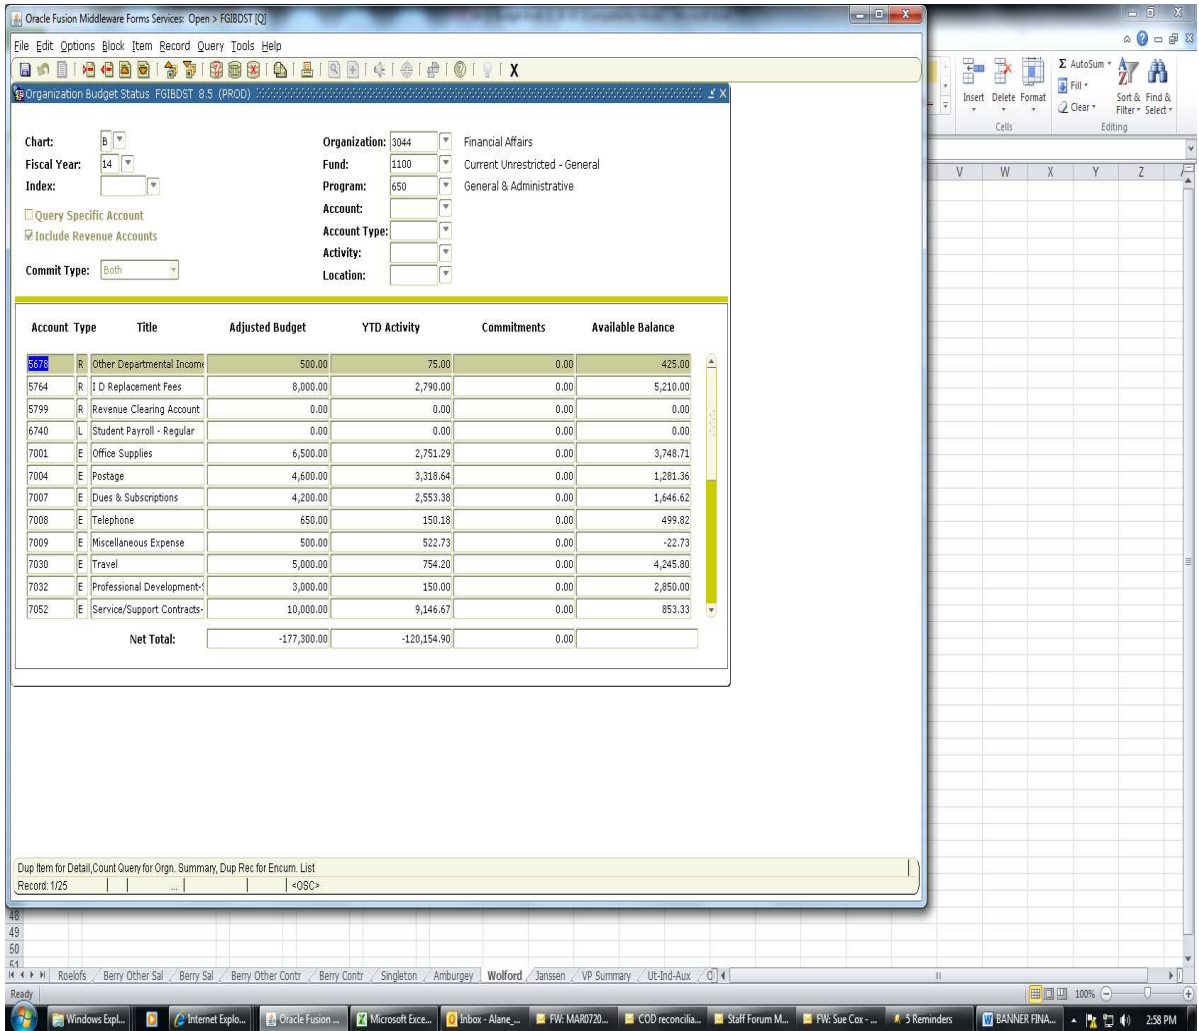 Oracle Fusion Middleware Forms Services: Open > FGIBDST [Q]
File Edit Options Block Item Record Query Tools Help
Organization Budget Status FGIBDST 8.5 (PROD)
Chart: B Organization: 3044 Financial Affairs
Fiscal Year: 14 Fund: 1100 Current Unrestricted - General
Index: Program: 650 General & Administrative
Query Specific Account Account:
Include Revenue Accounts Account Type:
Activity:
Commit Type: Both Location:
Account Type Title Adjusted Budget YTD Activity Commitments Available Balance
5678 R Other Departmental Income 500.00 75.00 0.00 425.00
5764 R I D Replacement Fees 8,000.00 2,790.00 0.00 5,210.00
5799 R Revenue Clearing Account 0.00 0.00 0.00 0.00
6740 L Student Payroll - Regular 0.00 0.00 0.00 0.00
7001 E Office Supplies 6,500.00 2,751.29 0.00 3,748.71
7004 E Postage 4,600.00 3,318.64 0.00 1,281.36
7007 E Dues & Subscriptions 4,200.00 2,553.38 0.00 1,646.62
7008 E Telephone 650.00 150.18 0.00 499.82
7009 E Miscellaneous Expense 500.00 522.73 0.00 -22.73
7030 E Travel 5,000.00 754.20 0.00 4,245.80
7032 E Professional Development- 3,000.00 150.00 0.00 2,850.00
7052 E Service/Support Contracts- 10,000.00 9,146.67 0.00 853.33
Net Total: -177,300.00 -120,154.90 0.00
Dup Item for Detail,Count Query for Orgn. Summary, Dup Rec for Encum. List
Record: 1/25 ... <OSC>
Insert Delete Format
Cells
Σ AutoSum
Fill
Clear
Sort & Filter Find & Select
Editing
V W X Y Z
48
49
50
51
Roelofs Berry Other Sal Berry Sal Berry Other Contr Berry Contr Singleton Amburgey Wolford Janssen VP Summary Ut-Ind-Aux
Ready 100%
Windows Expl... Internet Explo... Oracle Fusion ... Microsoft Exce... Inbox - Alane_... FW: MAR0720... COD reconcilia... Staff Forum M... FW: Sue Cox - ... 5 Reminders BANNER FINA... 2:58 PM